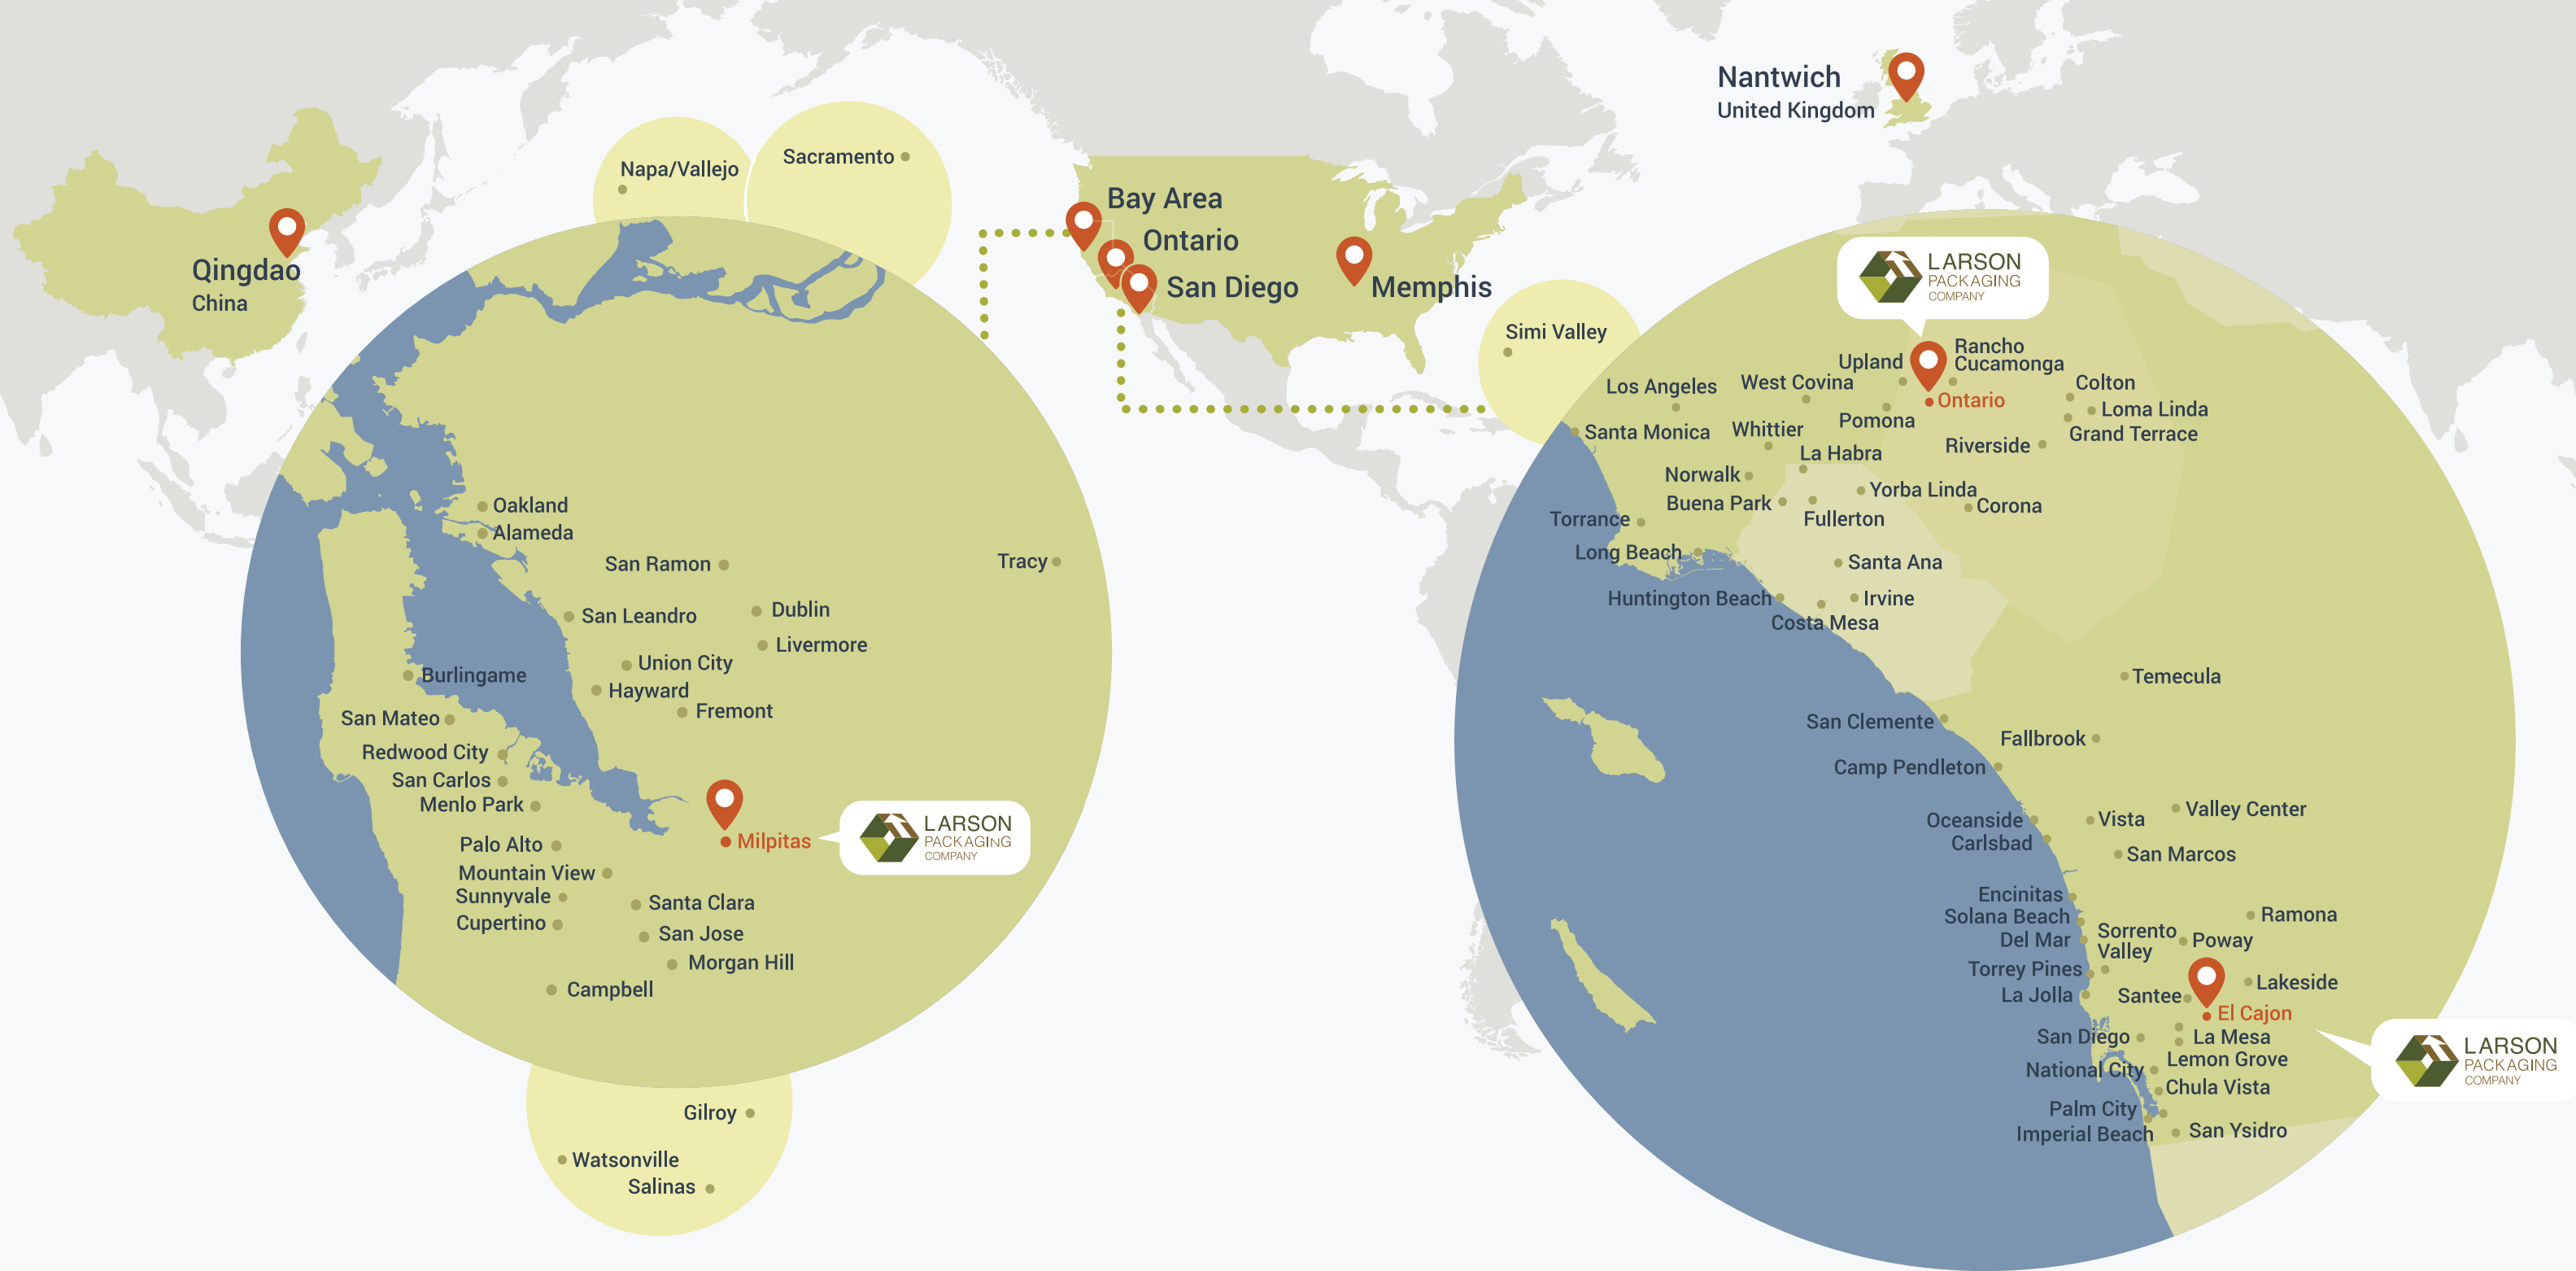 Nantwich
United Kingdom
Qingdao
China
Bay Area
Ontario
San Diego
Memphis
Napa/Vallejo
Sacramento
Oakland
Alameda
San Ramon
Tracy
San Leandro
Dublin
Livermore
Union City
Hayward
Burlingame
Fremont
San Mateo
Redwood City
San Carlos
Menlo Park
Milpitas
LARSON
PACKAGING
COMPANY
Palo Alto
Mountain View
Sunnyvale
Santa Clara
Cupertino
San Jose
Morgan Hill
Campbell
Gilroy
Watsonville
Salinas
Simi Valley
LARSON
PACKAGING
COMPANY
Rancho
Cucamonga
Upland
Los Angeles
West Covina
Colton
Ontario
Loma Linda
Pomona
Santa Monica
Whittier
Grand Terrace
Riverside
La Habra
Norwalk
Yorba Linda
Buena Park
Corona
Fullerton
Torrance
Long Beach
Santa Ana
Huntington Beach
Irvine
Costa Mesa
Temecula
San Clemente
Fallbrook
Camp Pendleton
Valley Center
Oceanside
Vista
Carlsbad
San Marcos
Encinitas
Solana Beach
Ramona
Sorrento
Valley
Del Mar
Poway
Torrey Pines
Lakeside
La Jolla
Santee
El Cajon
San Diego
La Mesa
Lemon Grove
National City
Chula Vista
Palm City
Imperial Beach
San Ysidro
LARSON
PACKAGING
COMPANY